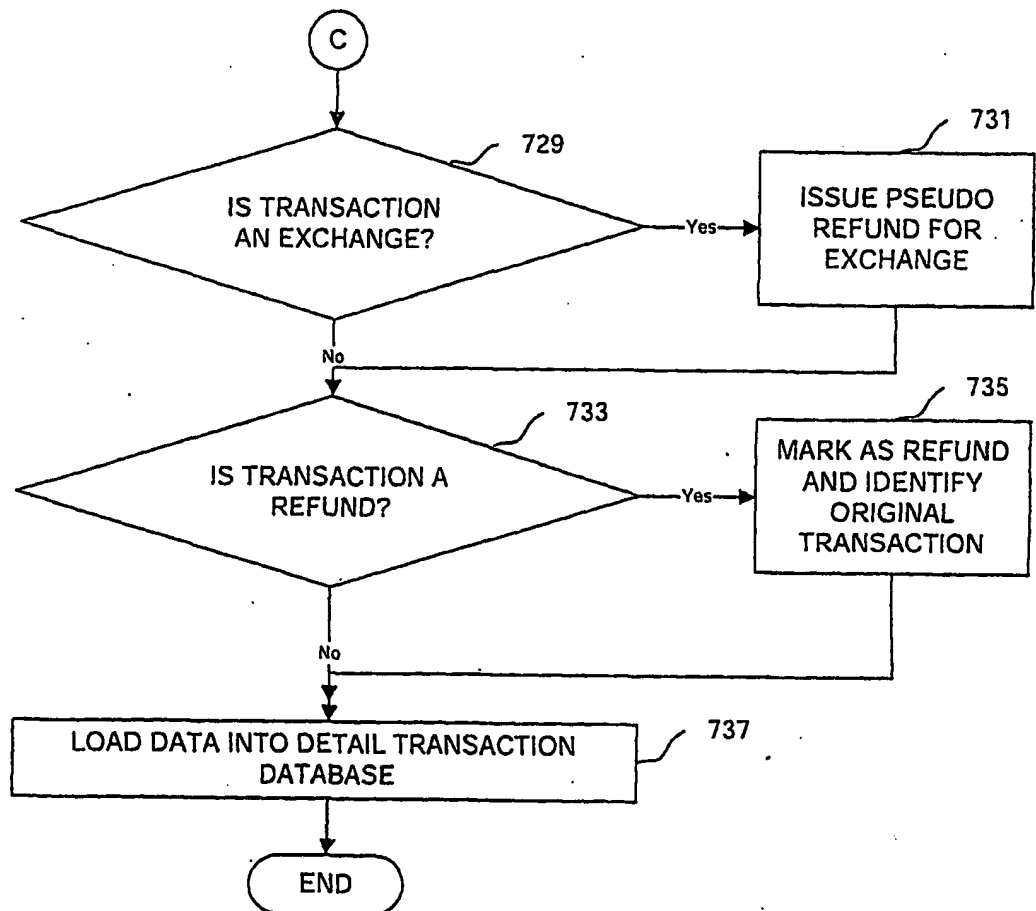 C
729
IS TRANSACTION
AN EXCHANGE?
Yes
731
ISSUE PSEUDO
REFUND FOR
EXCHANGE
No
733
IS TRANSACTION A
REFUND?
Yes
735
MARK AS REFUND
AND IDENTIFY
ORIGINAL
TRANSACTION
No
737
LOAD DATA INTO DETAIL TRANSACTION
DATABASE
END